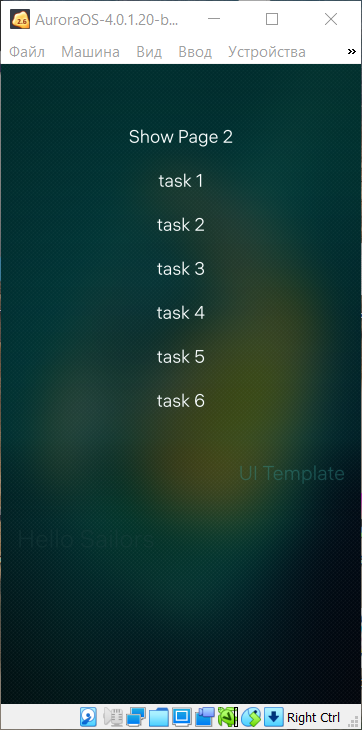 AuroraOS-4.0.1.20-b...
Файл Машина Вид Ввод Устройства »
Show Page 2
task 1
task 2
task 3
task 4
task 5
task 6
UI Template
Hello Sailors
Right Ctrl